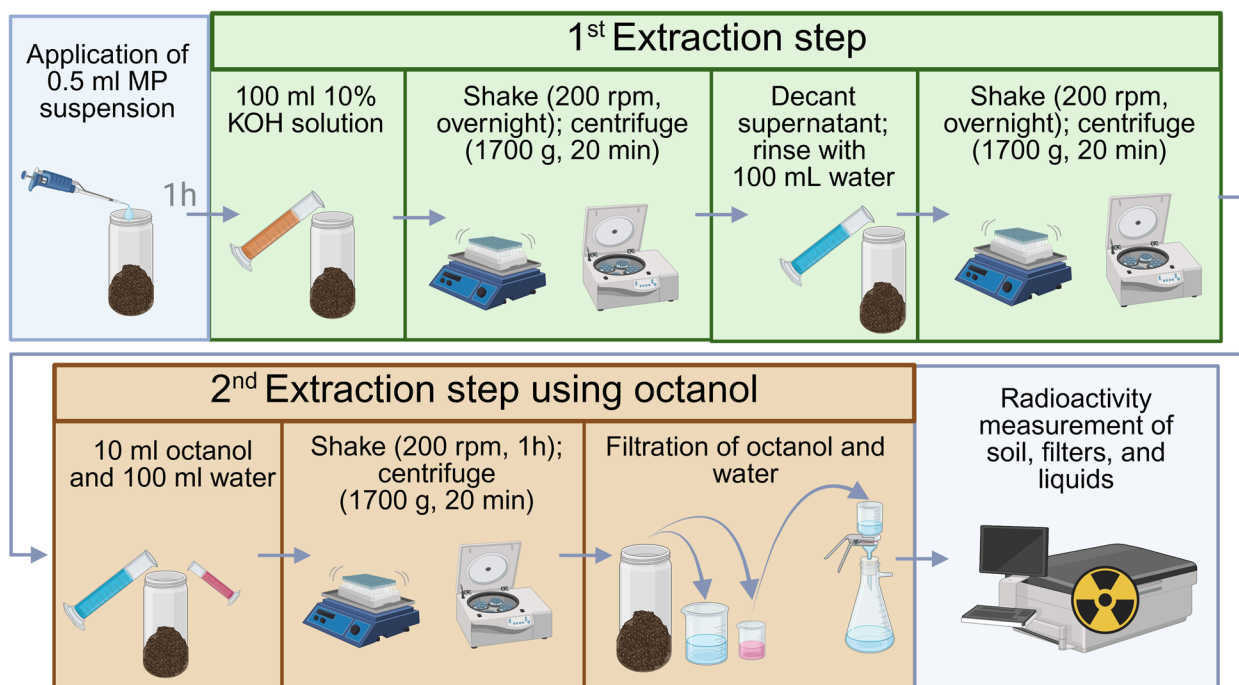 Application of
0.5 ml MP
suspension
1h
1st Extraction step
100 ml 10%
KOH solution
Shake (200 rpm,
overnight); centrifuge
(1700 g, 20 min)
Decant
supernatant;
rinse with
100 mL water
Shake (200 rpm,
overnight); centrifuge
(1700 g, 20 min)
2nd Extraction step using octanol
10 ml octanol
and 100 ml water
Shake (200 rpm, 1h);
centrifuge
(1700 g, 20 min)
Filtration of octanol and
water
Radioactivity
measurement of
soil, filters, and
liquids